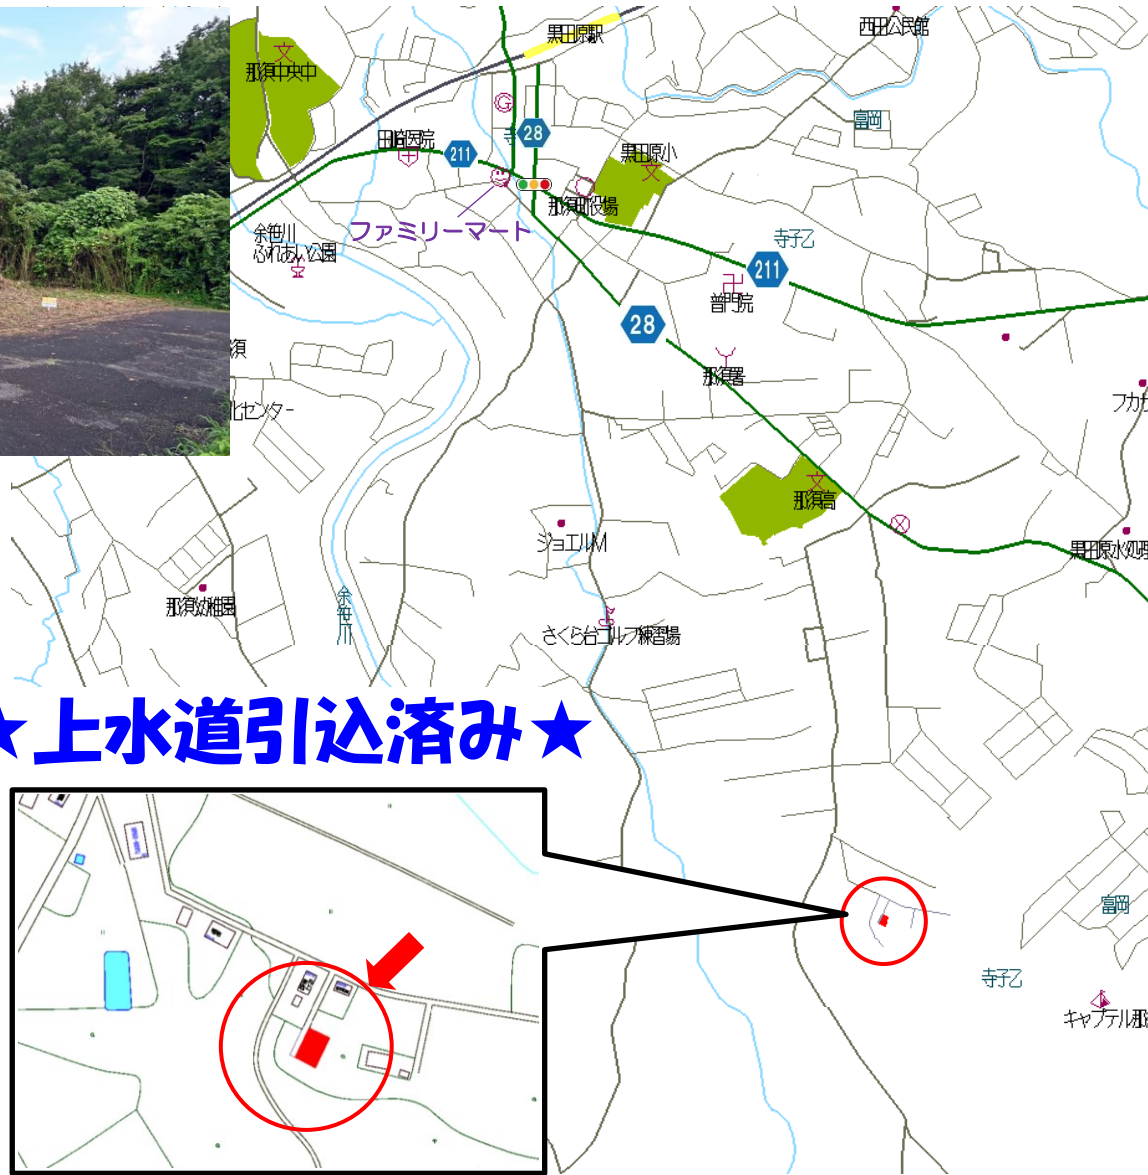 黒田原駅
西田公民館
那須中央中
富岡
田崎医院
211
28
黒田原小
那須町役場
ファミリーマート
余笹川
ふれあい公園
寺子乙
211
普門院
28
那須署
須
化センター
フカサ
那須高
ジョエルM
黒田原水処理
那須幼稚園
余笹川
さくら台ゴルフ練習場
★上水道引込済み★
富岡
寺子乙
キャプテル那須